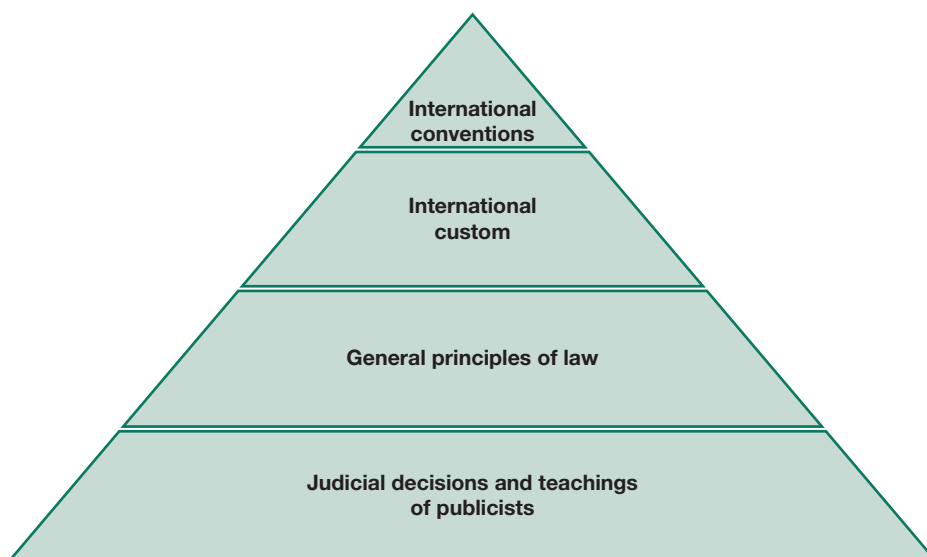 International
conventions
International
custom
General principles of law
Judicial decisions and teachings
of publicists